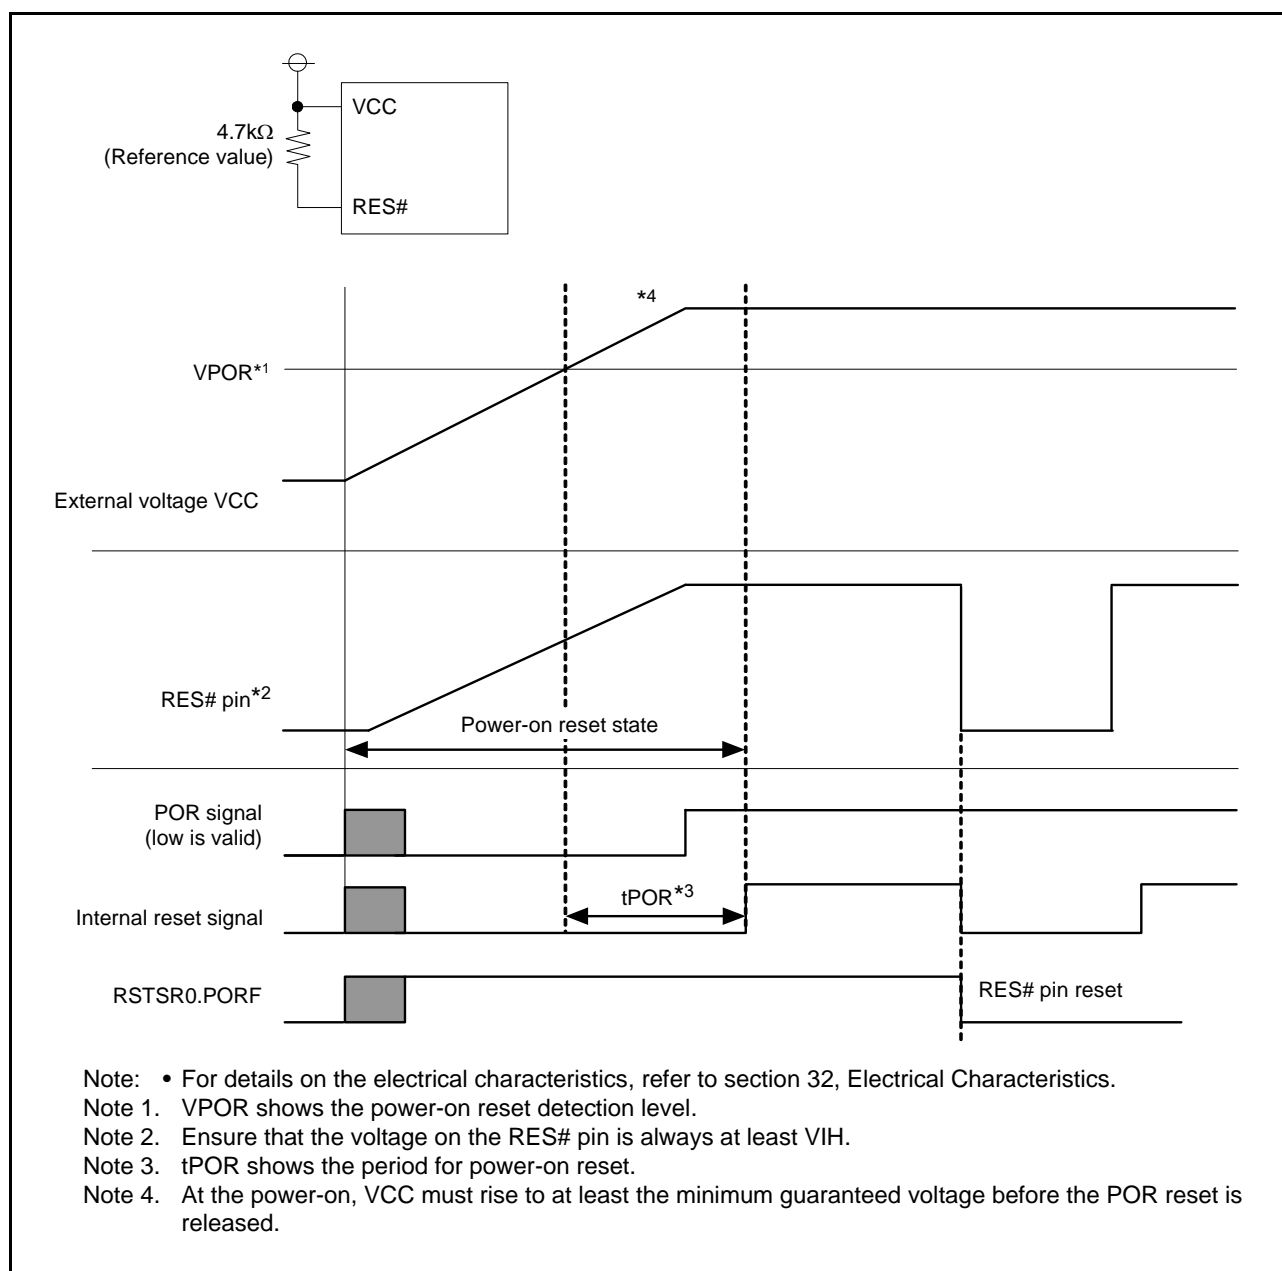 VCC
4.7kΩ
(Reference value)
RES#
*4
VPOR*1
External voltage VCC
RES# pin*2
Power-on reset state
POR signal
(low is valid)
tPOR*3
Internal reset signal
RSTSR0.PORF
RES# pin reset
Note: • For details on the electrical characteristics, refer to section 32, Electrical Characteristics.
Note 1. VPOR shows the power-on reset detection level.
Note 2. Ensure that the voltage on the RES# pin is always at least VIH.
Note 3. tPOR shows the period for power-on reset.
Note 4. At the power-on, VCC must rise to at least the minimum guaranteed voltage before the POR reset is
released.